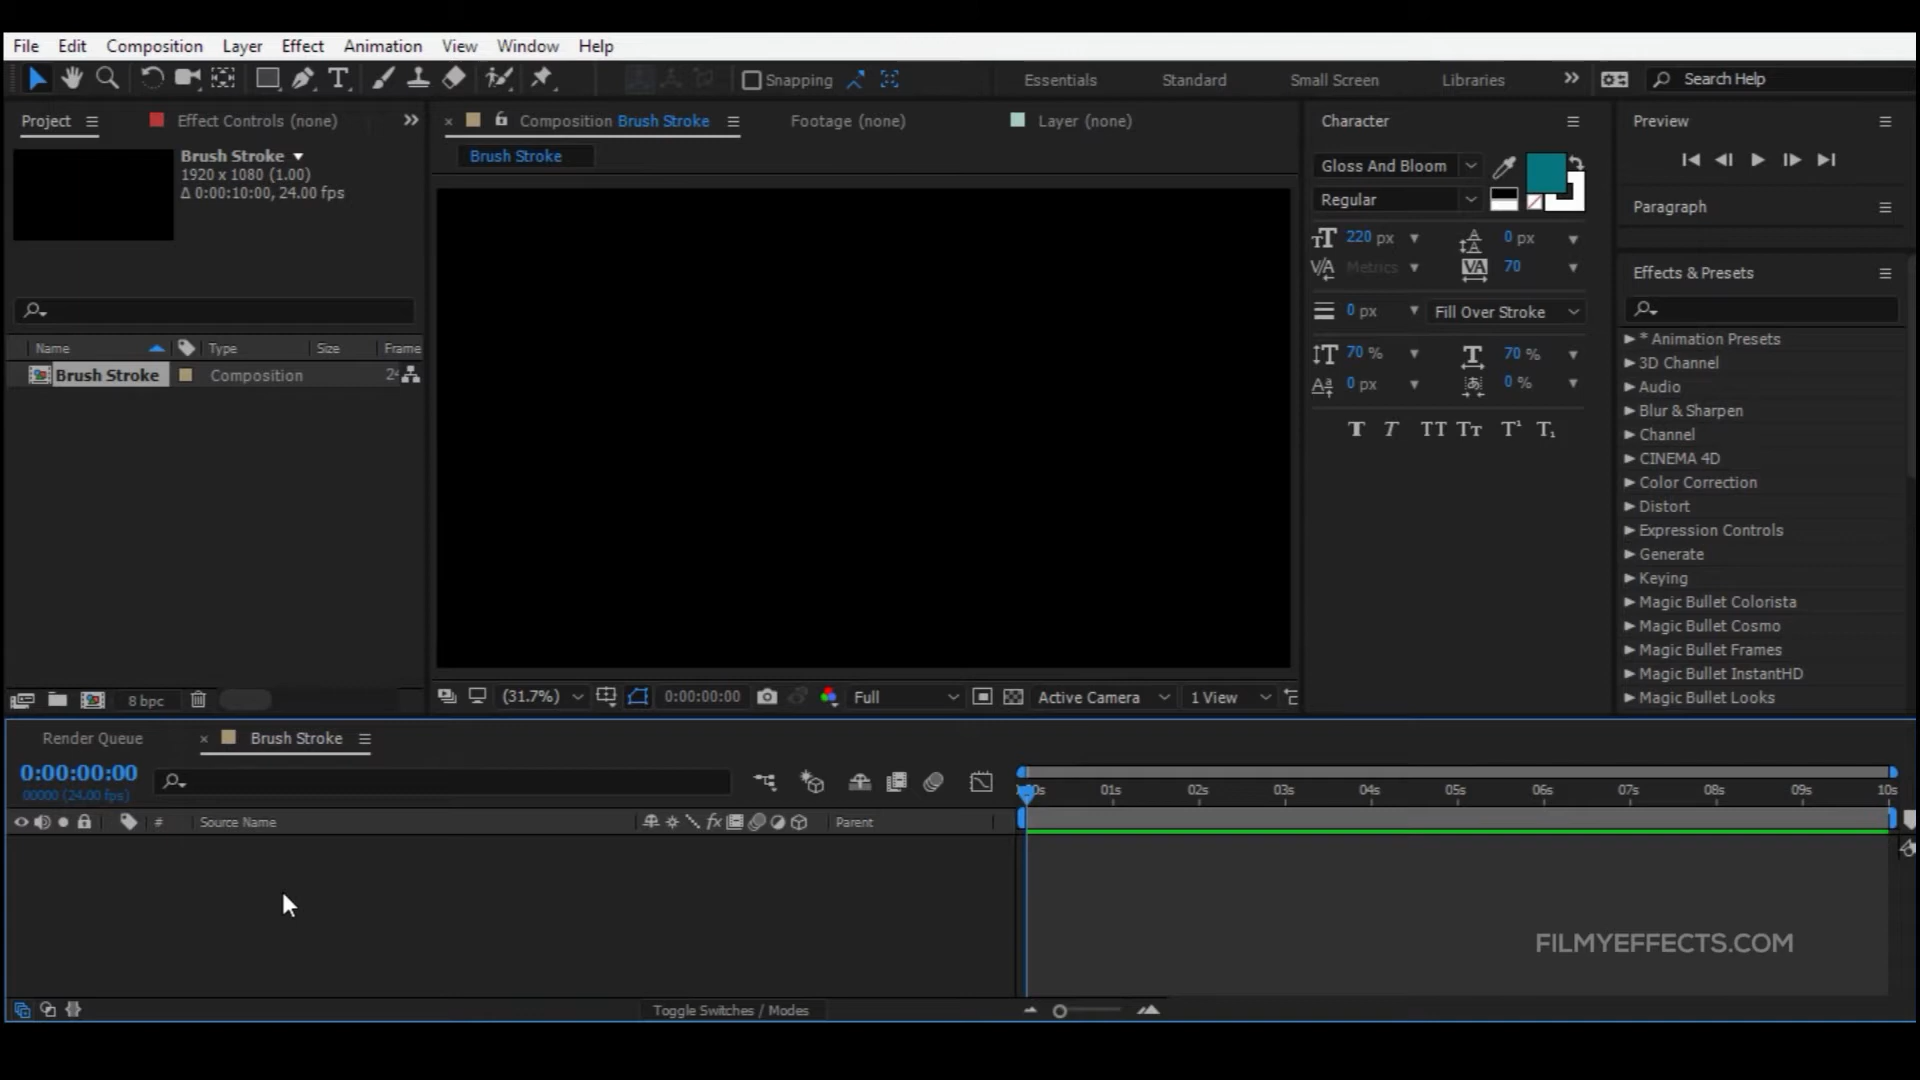 File Edit Composition Layer Effect Animation View Window Help
Snapping Essentials Standard Small Screen Libraries Search Help
Project Effect Controls (none)
Brush Stroke
1920 x 1080 (1.00)
Δ 0:00:10:00, 24.00 fps
Name Type Size Frame
Brush Stroke Composition
8 bpc
Composition Brush Stroke Footage (none) Layer (none)
Brush Stroke
(31.7%) 0:00:00:00 Full Active Camera 1 View
Character
Gloss And Bloom
Regular
220 px 0 px
Metrics 70
0 px Fill Over Stroke
70 % 70 %
0 px 0 %
T T TT Tт T¹ T₁
Preview
Paragraph
Effects & Presets
* Animation Presets
3D Channel
Audio
Blur & Sharpen
Channel
CINEMA 4D
Color Correction
Distort
Expression Controls
Generate
Keying
Magic Bullet Colorista
Magic Bullet Cosmo
Magic Bullet Frames
Magic Bullet InstantHD
Magic Bullet Looks
Render Queue Brush Stroke
0:00:00:00
00000 (24.00 fps)
# Source Name Parent
01s 02s 03s 04s 05s 06s 07s 08s 09s 10s
FILMYEFFECTS.COM
Toggle Switches / Modes